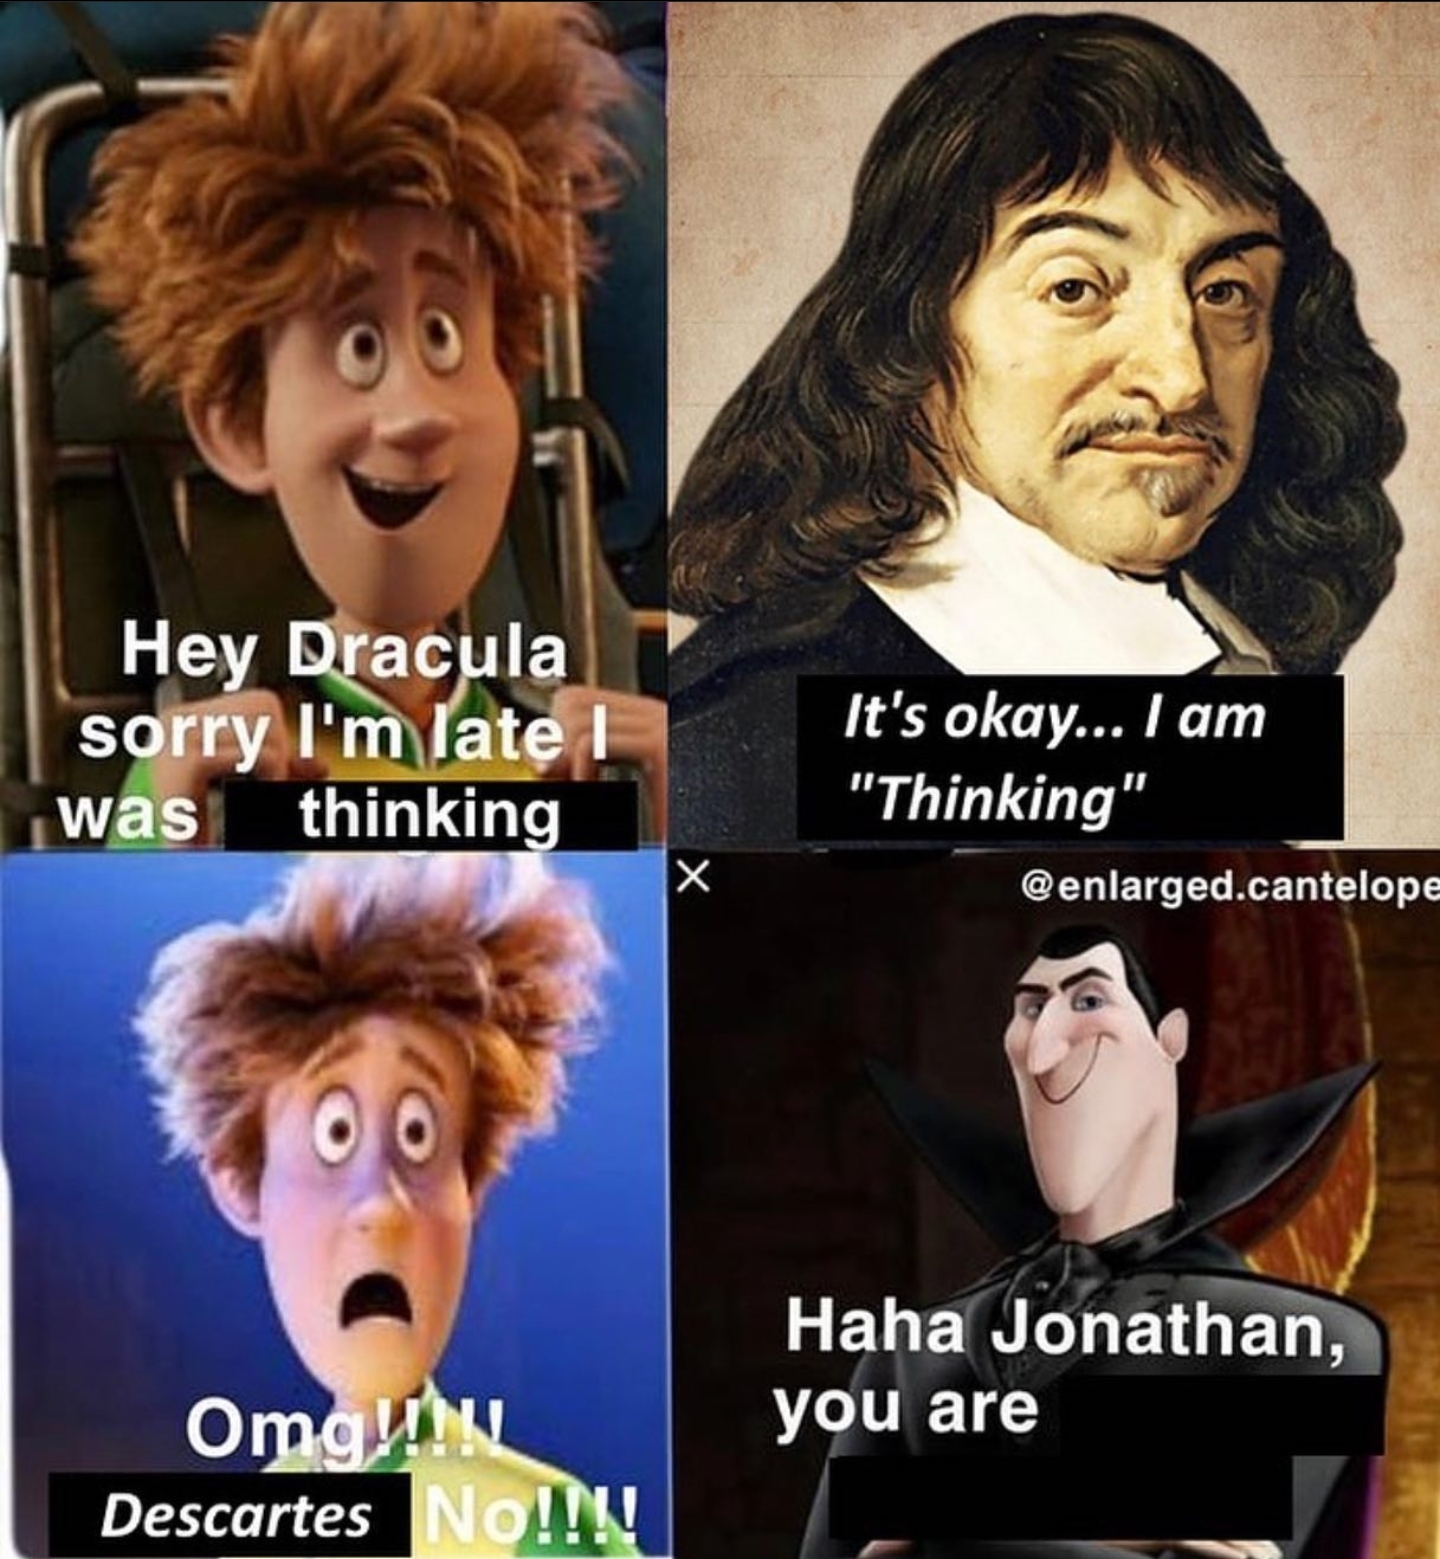 Hey Dracula
sorry I'm late I
was thinking
It's okay... I am
"Thinking"
Omg!!!!!
Descartes No!!!!
@enlarged.cantelope
Haha Jonathan,
you are